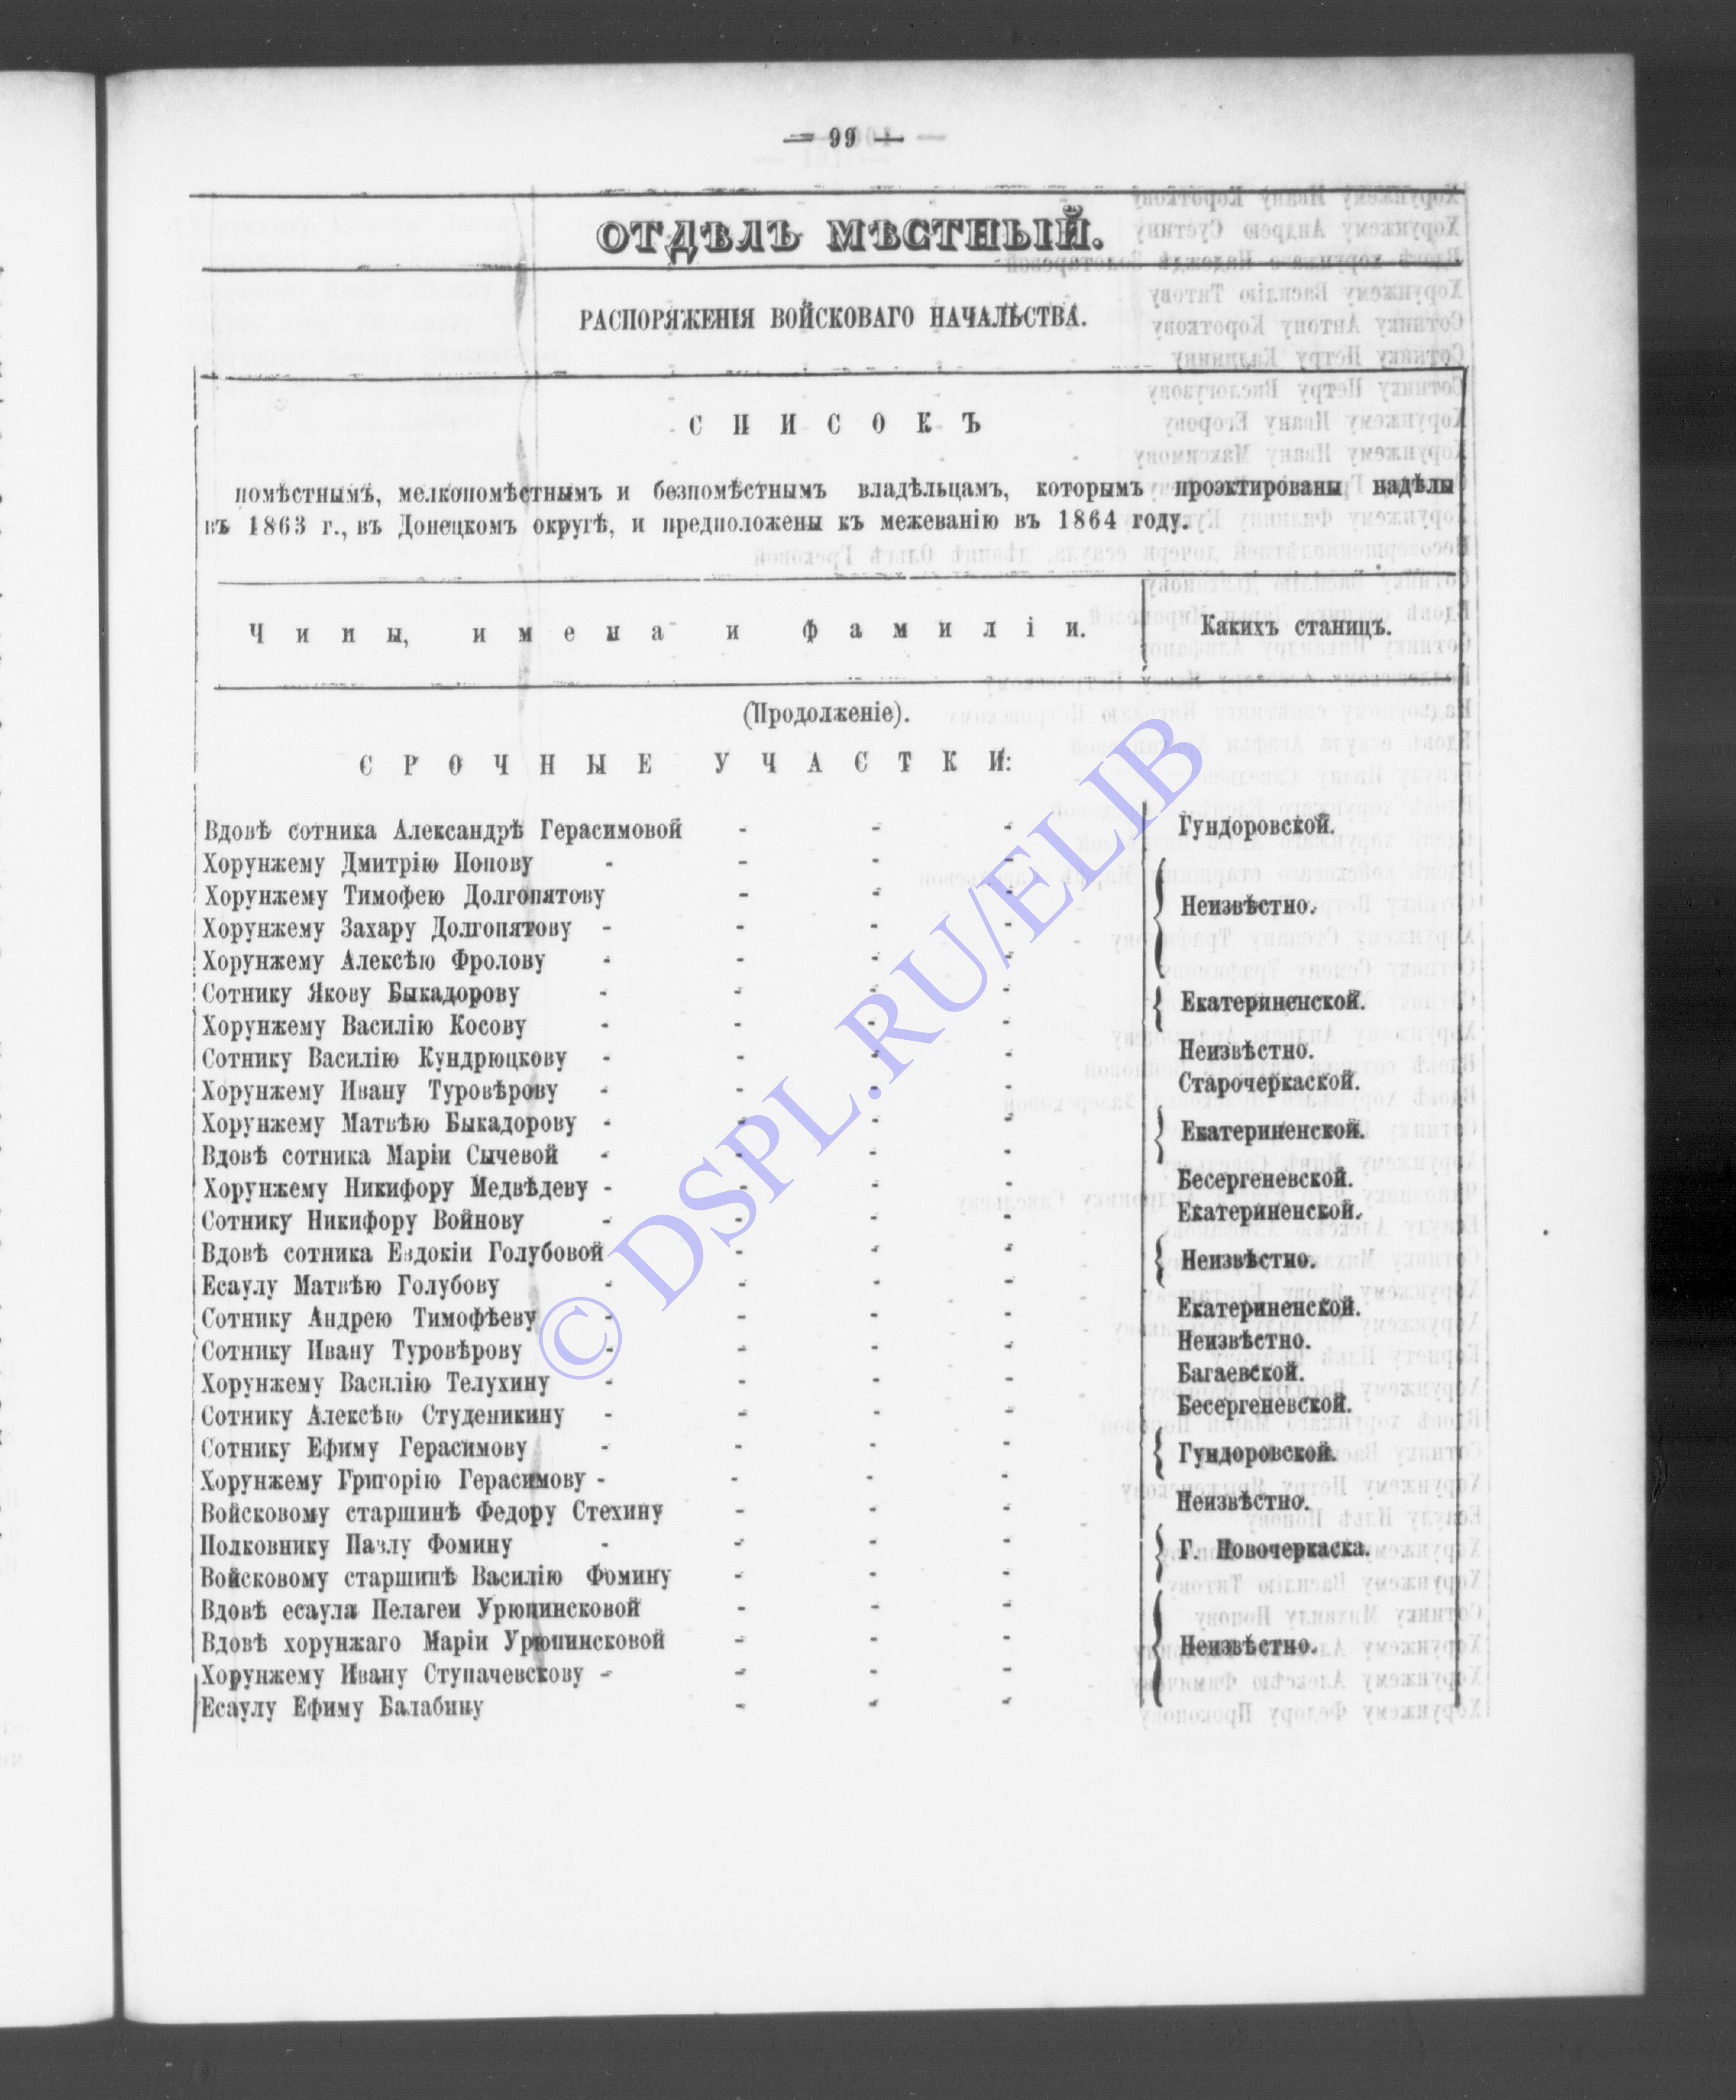 — 99 —
ОТДѢЛЪ МѢСТНЫЙ.
РАСПОРЯЖЕНІЯ ВОЙСКОВАГО НАЧАЛЬСТВА.
СПИСОКЪ
помѣстнымъ, мелкопомѣстнымъ и безпомѣстнымъ владѣльцамъ, которымъ проэктированы надѣлы
въ 1863 г., въ Донецкомъ округѣ, и предположены къ межеванію въ 1864 году.
Чины, имена и фамиліи. Какихъ станицъ.
(Продолженіе).
СРОЧНЫЕ УЧАСТКИ:
Вдовѣ сотника Александрѣ Герасимовой - - - Гундоровской.
Хорунжему Дмитрію Попову - - - -
Хорунжему Тимофею Долгопятову - - - Неизвѣстно.
Хорунжему Захару Долгопятову - - - -
Хорунжему Алексѣю Фролову - - - -
Сотнику Якову Быкадорову - - - - Екатериненской.
Хорунжему Василію Косову - - - -
Сотнику Василію Кундрюцкову - - - - Неизвѣстно.
Хорунжему Ивану Туровѣрову - - - - Старочеркаской.
Хорунжему Матвѣю Быкадорову - - - - Екатериненской.
Вдовѣ сотника Маріи Сычевой - - - -
Хорунжему Никифору Медвѣдеву - - - - Бесергеневской.
Сотнику Никифору Войнову - - - - Екатериненской.
Вдовѣ сотника Евдокіи Голубовой - - - Неизвѣстно.
Есаулу Матвѣю Голубову - - - -
Сотнику Андрею Тимофѣеву - - - - Екатериненской.
Сотнику Ивану Туровѣрову - - - - Неизвѣстно.
Хорунжему Василію Телухину - - - - Багаевской.
Сотнику Алексѣю Студеникину - - - - Бесергеневской.
Сотнику Ефиму Герасимову - - - - Гундоровской.
Хорунжему Григорію Герасимову - - - -
Войсковому старшинѣ Федору Стехину - - - Неизвѣстно.
Полковнику Павлу Фомину - - - - Г. Новочеркаска.
Войсковому старшинѣ Василію Фомину - - -
Вдовѣ есаула Пелагеи Урюпинсковой - - -
Вдовѣ хорунжаго Маріи Урюпинсковой - - - Неизвѣстно.
Хорунжему Ивану Ступачевскову - - - -
Есаулу Ефиму Балабину - - -
© DSPL.RU/ELIB